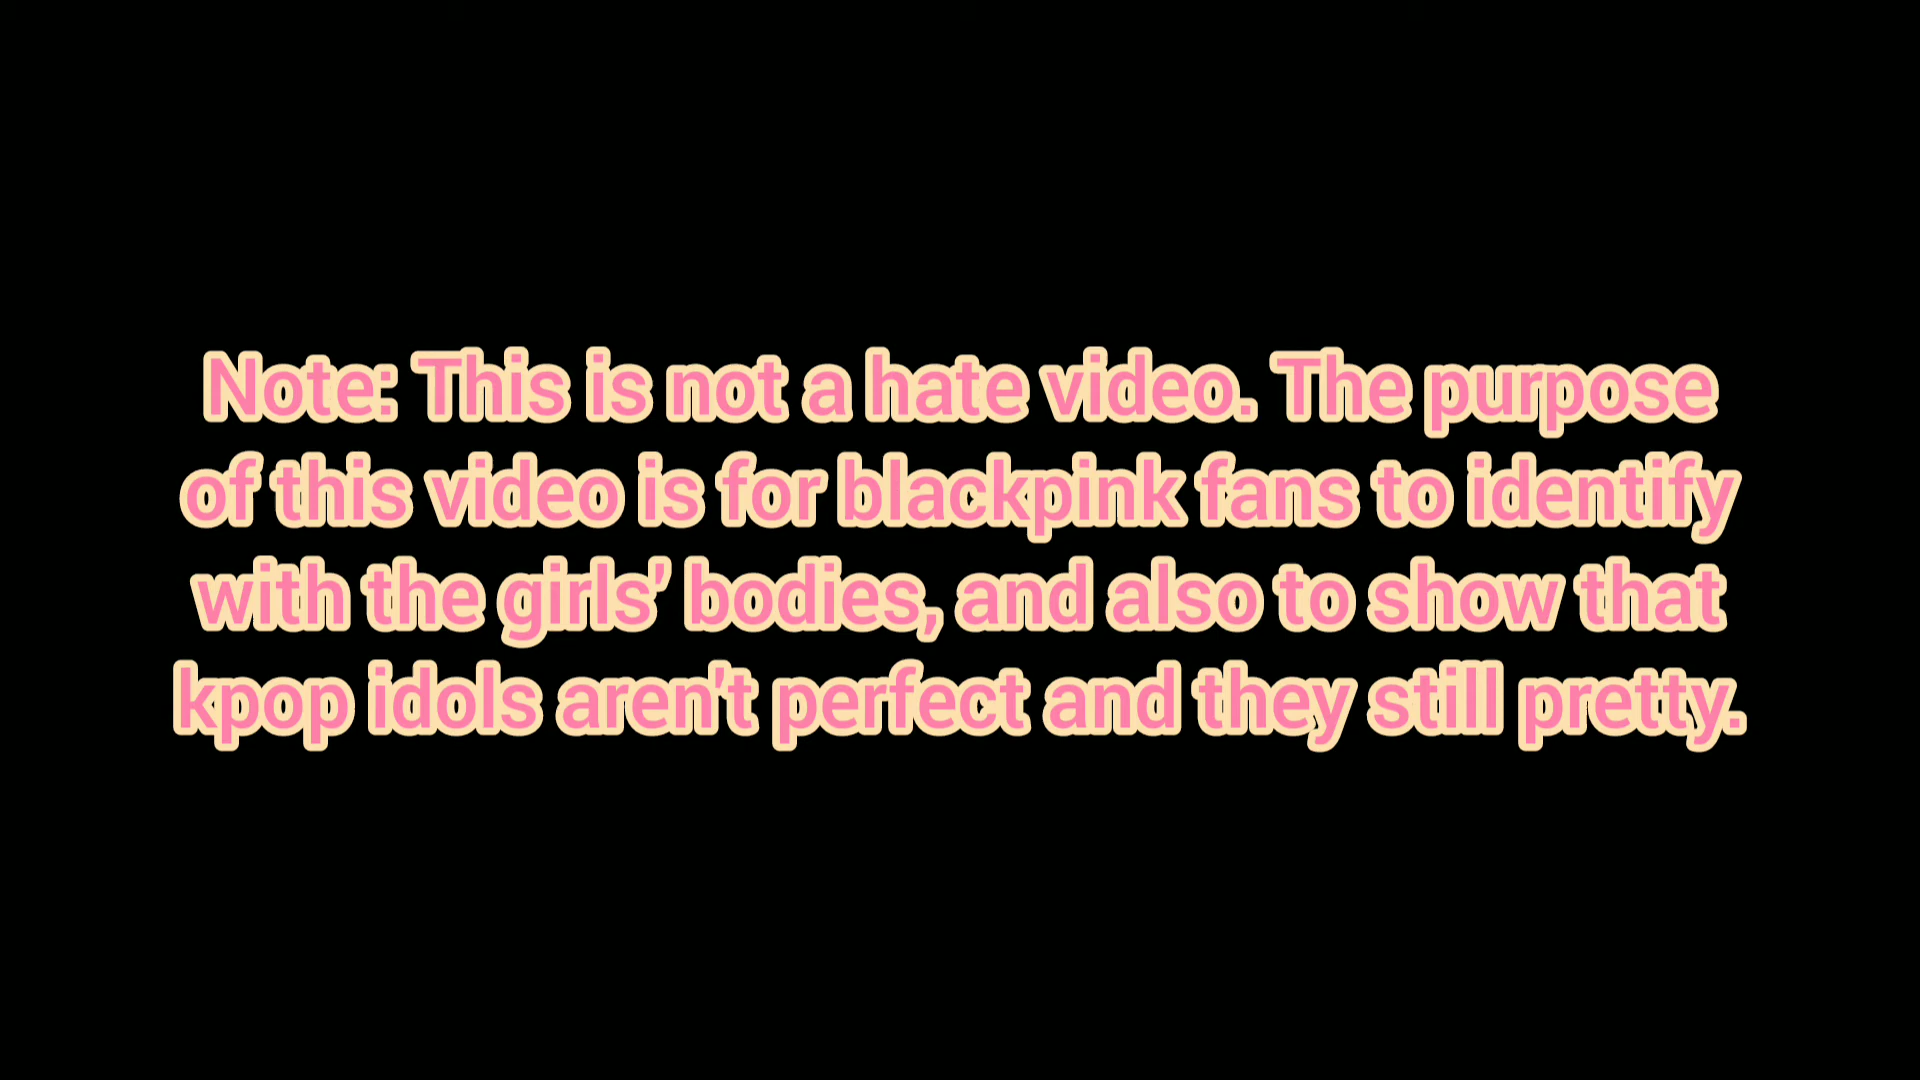 Note: This is not a hate video. The purpose
of this video is for blackpink fans to identify
with the girls' bodies, and also to show that
kpop idols aren't perfect and they still pretty.